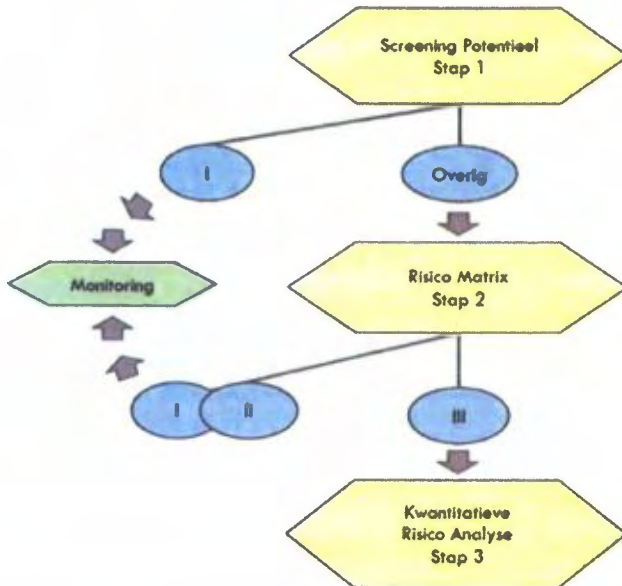 Screening Potentieel
Stap 1
I
Overig
Monitoring
Risico Matrix
Stap 2
I
II
III
Kwantitatieve
Risico Analyse
Stap 3